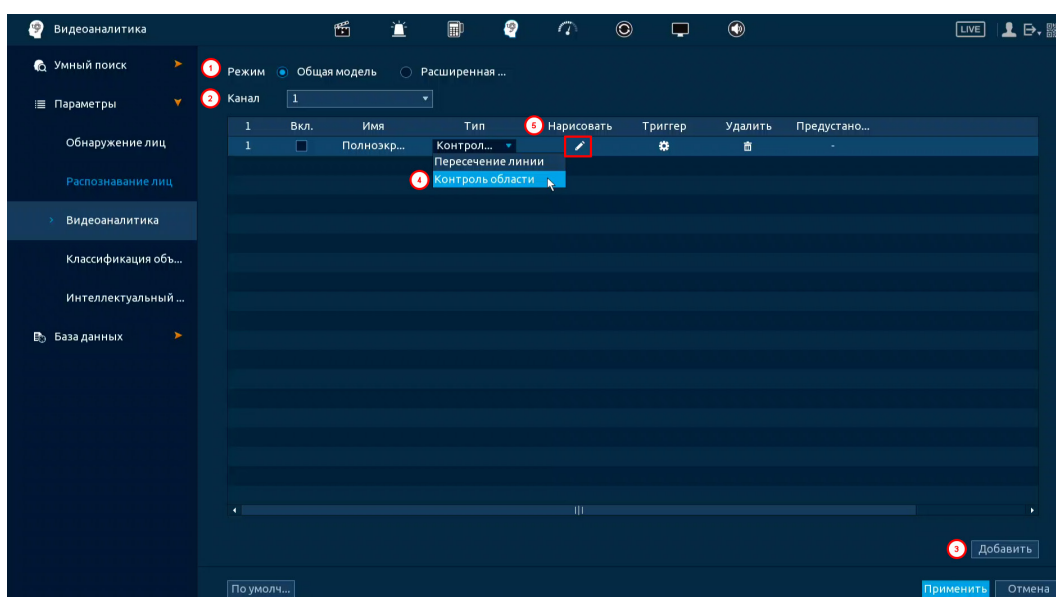 Видеоаналитика
LIVE
Умный поиск
1 Режим Общая модель Расширенная ...
Параметры
2 Канал 1
1 Вкл. Имя Тип 5 Нарисовать Триггер Удалить Предустано...
Обнаружение лиц
1 Полноэкр... Контрол... -
Пересечение линии
Распознавание лиц
4 Контроль области
Видеоаналитика
Классификация объ...
Интеллектуальный ...
База данных
3 Добавить
По умолч... Применить Отмена